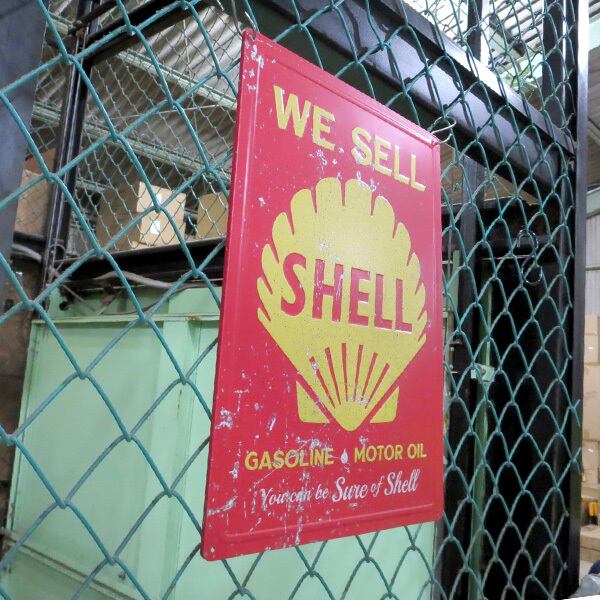 WE SELL
SHELL
GASOLINE MOTOR OIL
You can be Sure of Shell